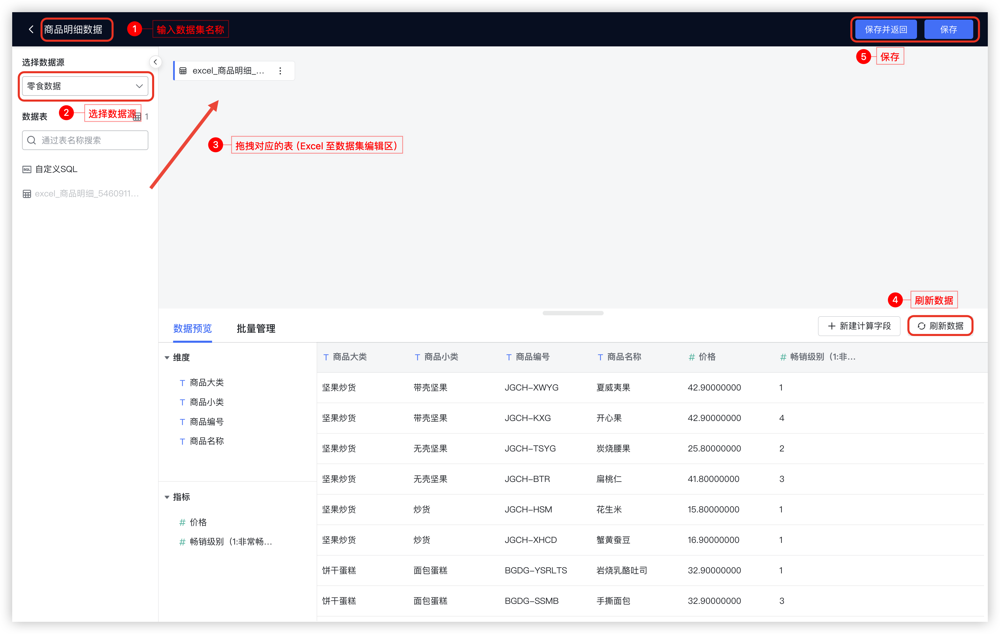 商品明细数据
1 输入数据集名称
保存并返回 保存
5 保存
选择数据源
零食数据
数据表 1
2 选择数据源
通过表名称搜索
SQL 自定义SQL
excel_商品明细_5460911...
excel_商品明细_...
3 拖拽对应的表（Excel 至数据集编辑区）
4 刷新数据
数据预览 批量管理
新建计算字段 刷新数据
维度
T 商品大类
T 商品小类
T 商品编号
T 商品名称
指标
# 价格
# 畅销级别（1:非常畅...
T 商品大类 T 商品小类 T 商品编号 T 商品名称 # 价格 # 畅销级别（1:非...
坚果炒货 带壳坚果 JGCH-XWYG 夏威夷果 42.90000000 1
坚果炒货 带壳坚果 JGCH-KXG 开心果 42.90000000 4
坚果炒货 无壳坚果 JGCH-TSYG 炭烧腰果 25.80000000 2
坚果炒货 无壳坚果 JGCH-BTR 扁桃仁 41.80000000 3
坚果炒货 炒货 JGCH-HSM 花生米 15.80000000 1
坚果炒货 炒货 JGCH-XHCD 蟹黄蚕豆 16.90000000 1
饼干蛋糕 面包蛋糕 BGDG-YSRLTS 岩烧乳酪吐司 32.90000000 1
饼干蛋糕 面包蛋糕 BGDG-SSMB 手撕面包 32.90000000 3